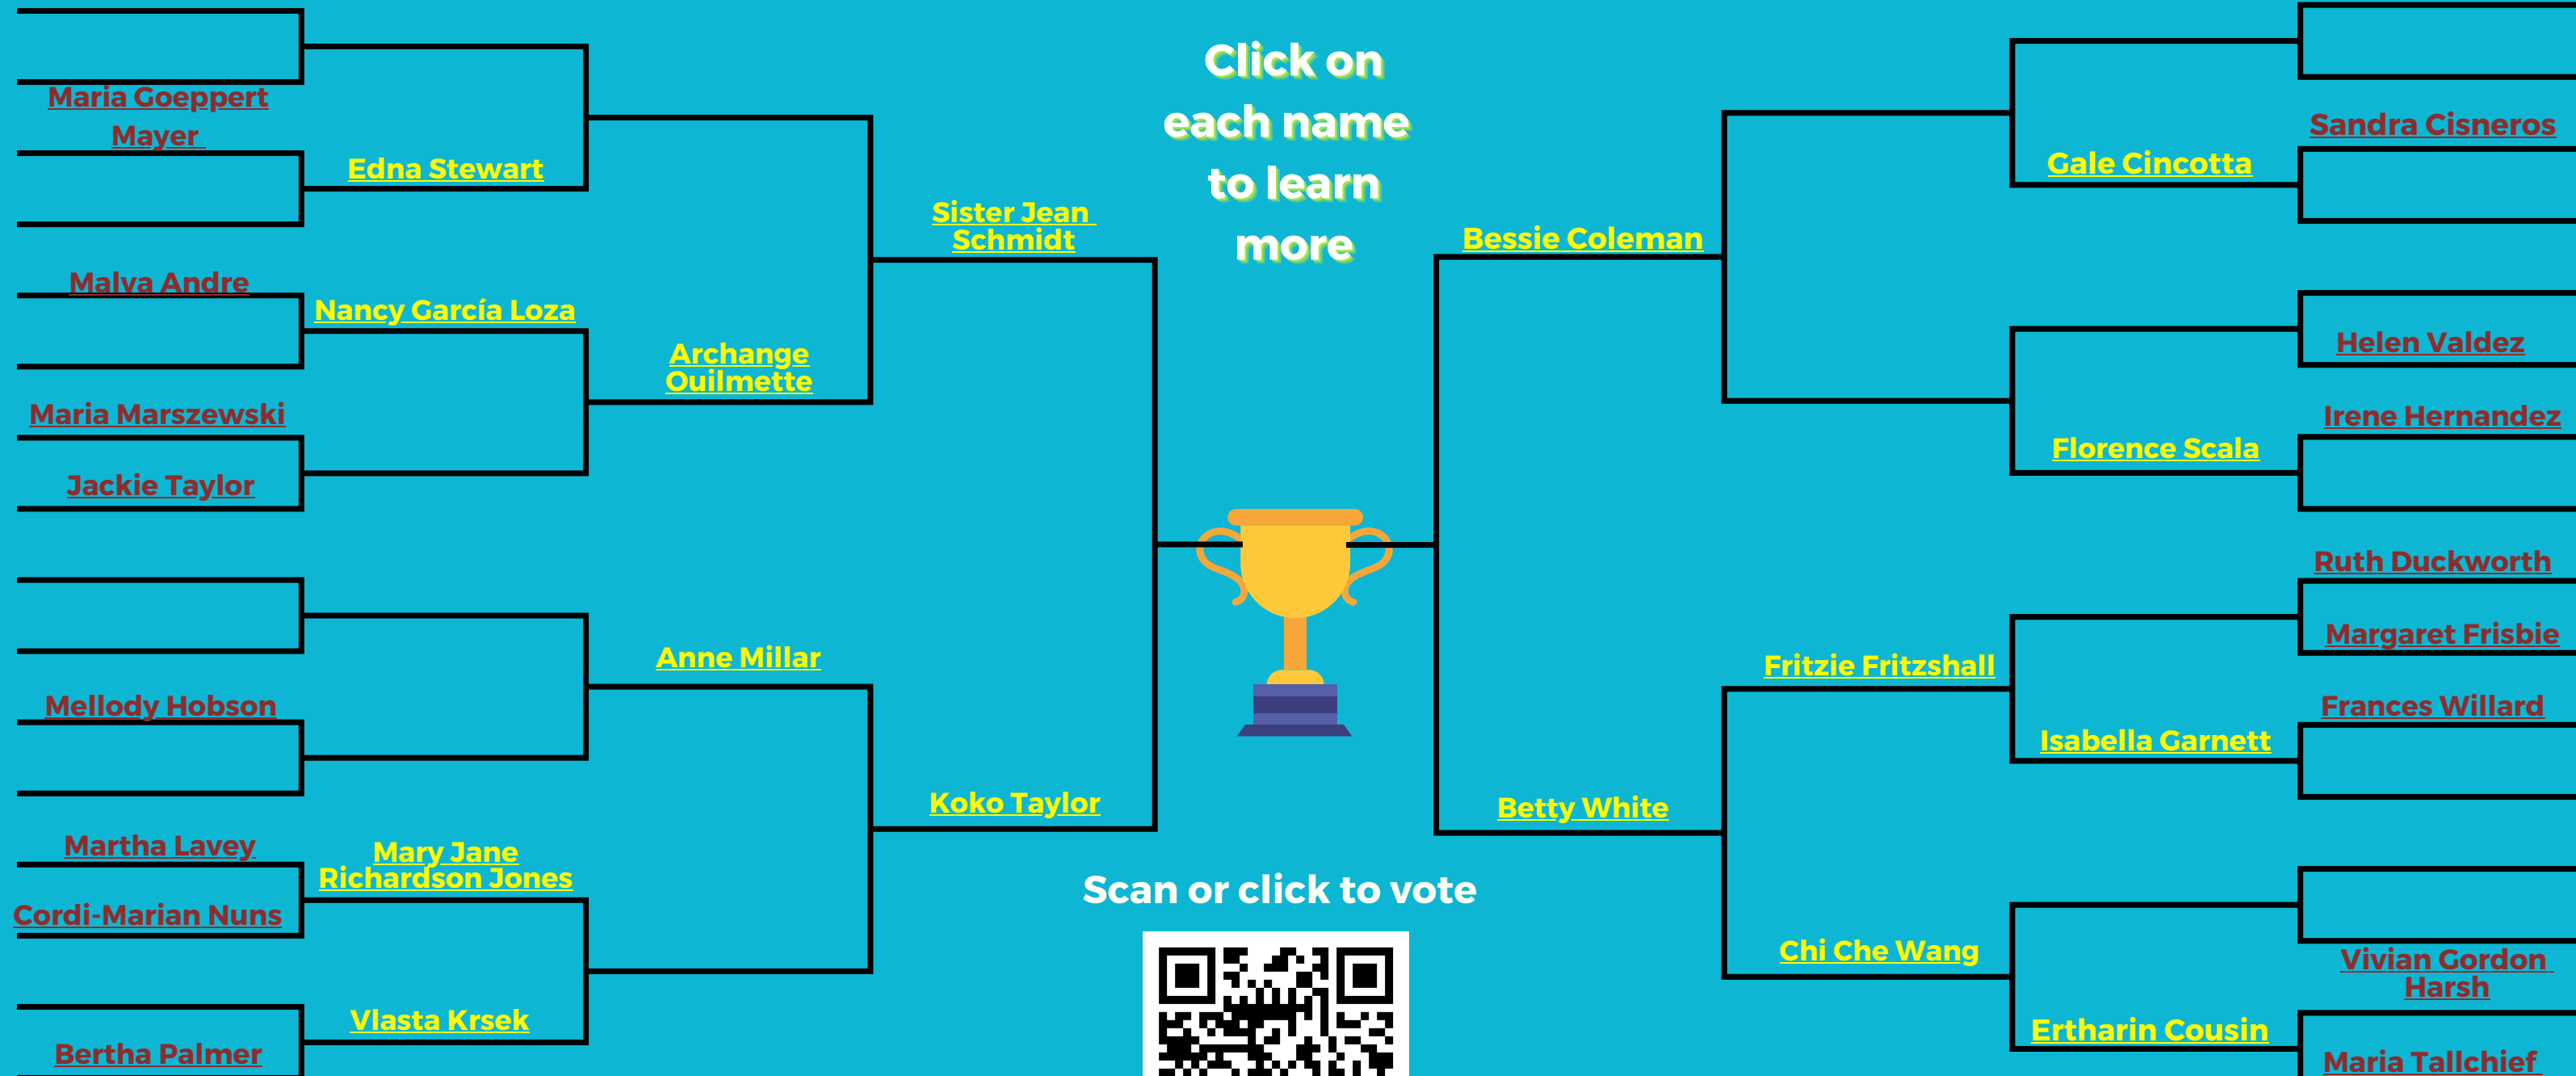 Click on
each name
to learn
more
Maria Goeppert
Mayer
Malva Andre
Maria Marszewski
Jackie Taylor
Mellody Hobson
Martha Lavey
Cordi-Marian Nuns
Bertha Palmer
Edna Stewart
Nancy García Loza
Mary Jane
Richardson Jones
Vlasta Krsek
Archange
Ouilmette
Anne Millar
Sister Jean
Schmidt
Koko Taylor
Scan or click to vote
Bessie Coleman
Betty White
Fritzie Fritzshall
Chi Che Wang
Gale Cincotta
Florence Scala
Isabella Garnett
Ertharin Cousin
Sandra Cisneros
Helen Valdez
Irene Hernandez
Ruth Duckworth
Margaret Frisbie
Frances Willard
Vivian Gordon
Harsh
Maria Tallchief